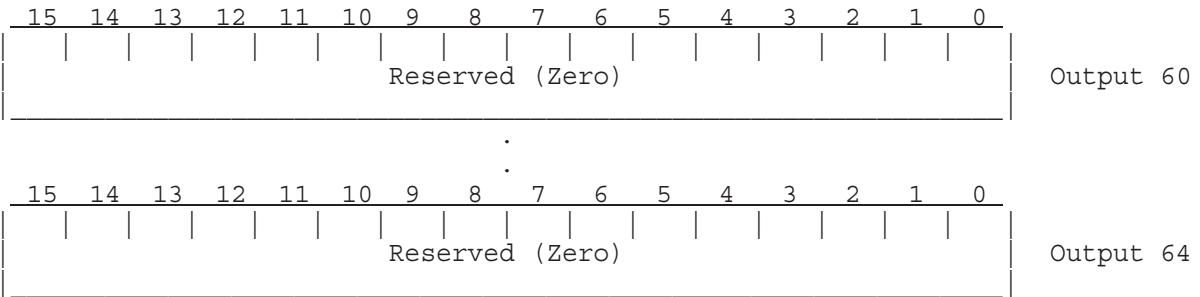 15 14 13 12 11 10 9 8 7 6 5 4 3 2 1 0
Reserved (Zero) Output 60
.
.
15 14 13 12 11 10 9 8 7 6 5 4 3 2 1 0
Reserved (Zero) Output 64